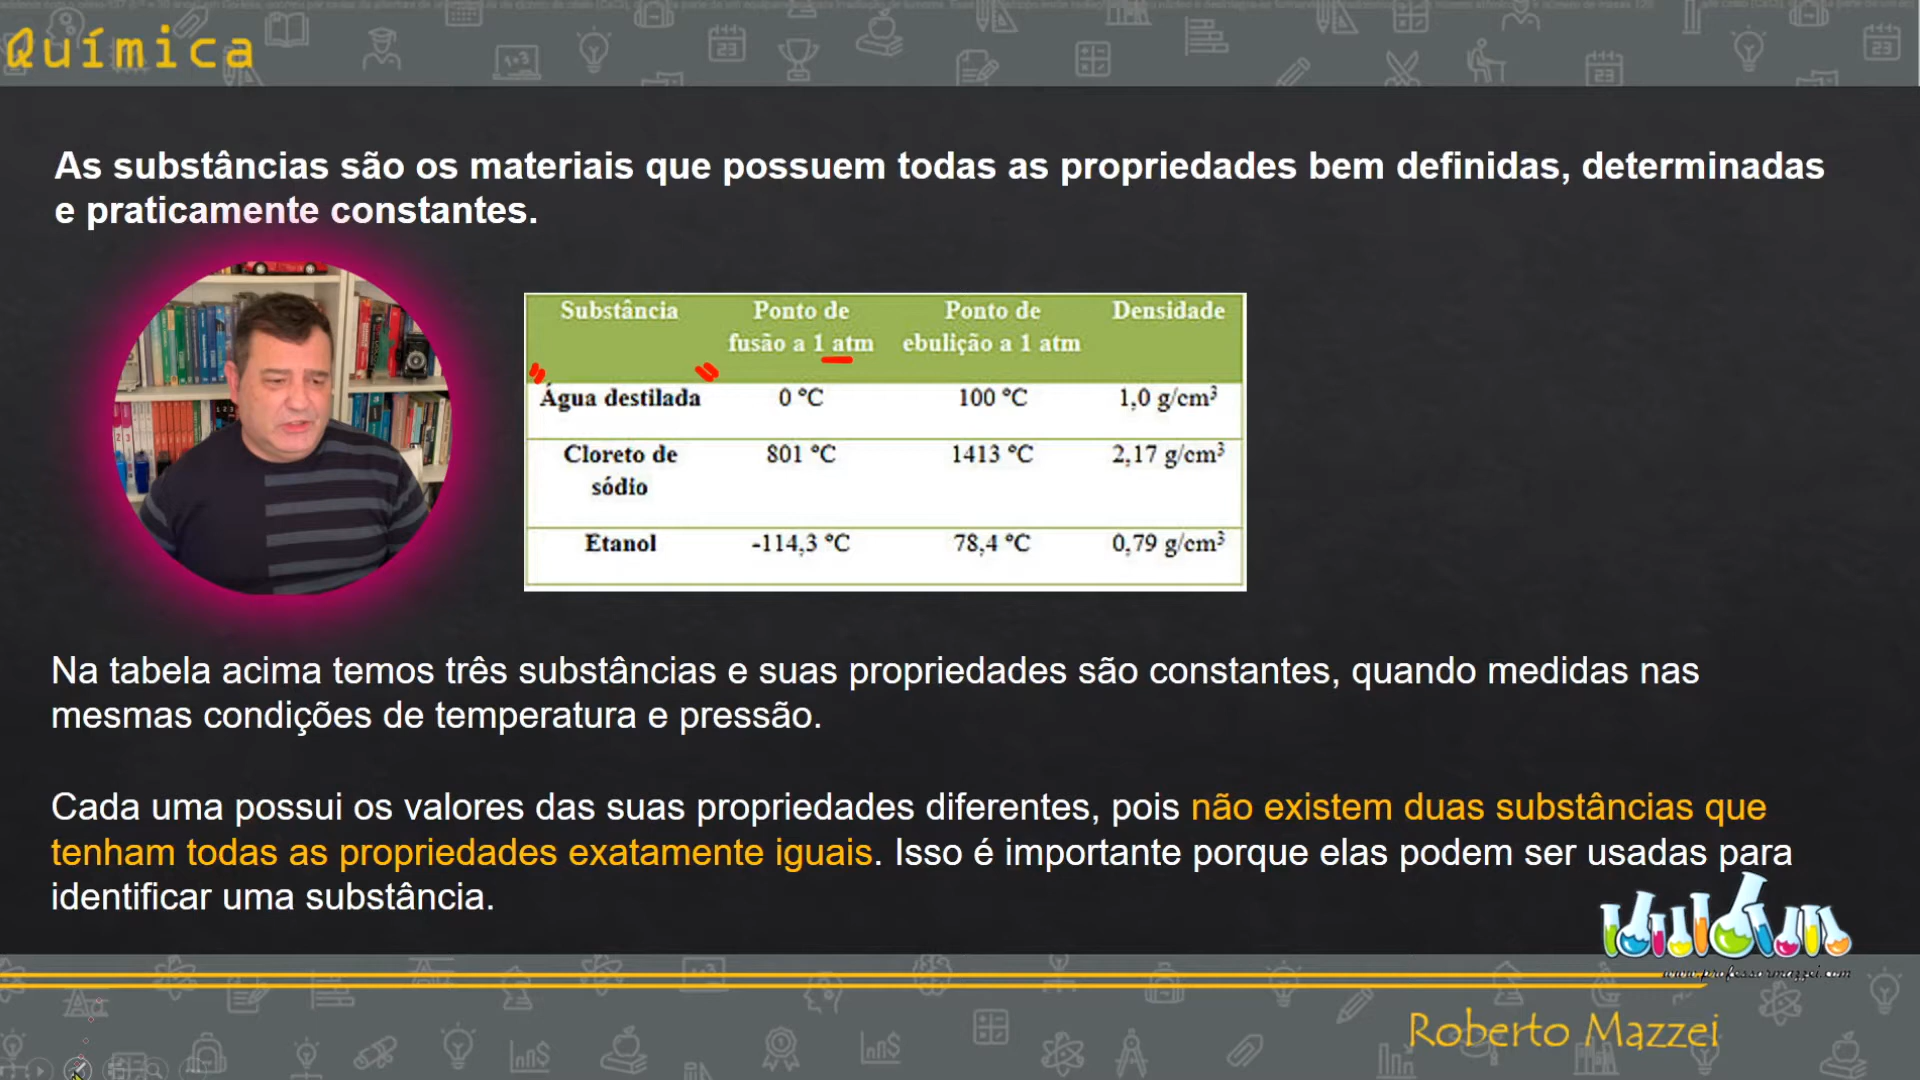 Química
As substâncias são os materiais que possuem todas as propriedades bem definidas, determinadas
e praticamente constantes.
Substância Ponto de fusão a 1 atm Ponto de ebulição a 1 atm Densidade
Água destilada 0 °C 100 °C 1,0 g/cm³
Cloreto de sódio 801 °C 1413 °C 2,17 g/cm³
Etanol -114,3 °C 78,4 °C 0,79 g/cm³
Na tabela acima temos três substâncias e suas propriedades são constantes, quando medidas nas
mesmas condições de temperatura e pressão.
Cada uma possui os valores das suas propriedades diferentes, pois não existem duas substâncias que
tenham todas as propriedades exatamente iguais. Isso é importante porque elas podem ser usadas para
identificar uma substância.
www.professormazzei.com
Roberto Mazzei